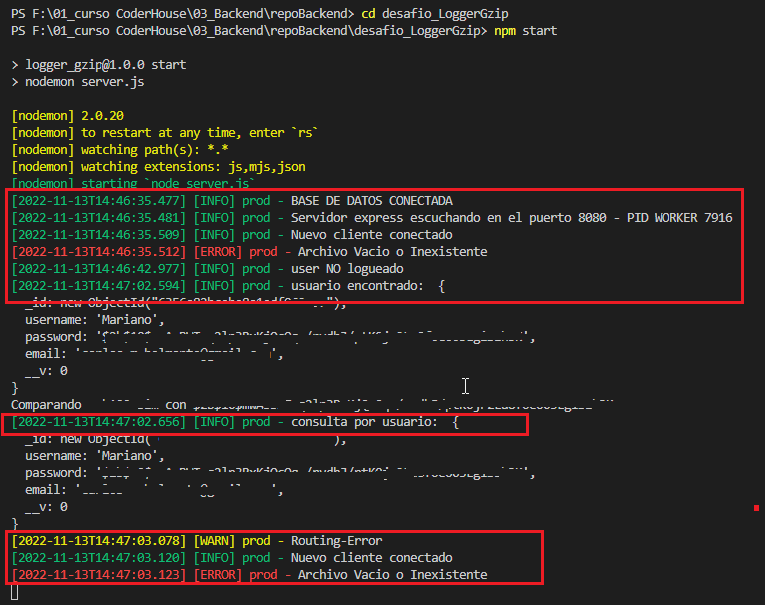 PS F:\01_curso CoderHouse\03_Backend\repoBackend> cd desafio_LoggerGzip
PS F:\01_curso CoderHouse\03_Backend\repoBackend\desafio_LoggerGzip> npm start
> logger_gzip@1.0.0 start
> nodemon server.js
[nodemon] 2.0.20
[nodemon] to restart at any time, enter `rs`
[nodemon] watching path(s): *.*
[nodemon] watching extensions: js,mjs,json
[nodemon] starting `node server.js`
[2022-11-13T14:46:35.477] [INFO] prod - BASE DE DATOS CONECTADA
[2022-11-13T14:46:35.481] [INFO] prod - Servidor express escuchando en el puerto 8080 - PID WORKER 7916
[2022-11-13T14:46:35.509] [INFO] prod - Nuevo cliente conectado
[2022-11-13T14:46:35.512] [ERROR] prod - Archivo Vacio o Inexistente
[2022-11-13T14:46:42.977] [INFO] prod - user NO logueado
[2022-11-13T14:47:02.594] [INFO] prod - usuario encontrado:  {
_id: new ObjectId(
username: 'Mariano',
password:
email:
__v: 0
}
Comparando con
[2022-11-13T14:47:02.656] [INFO] prod - consulta por usuario:  {
_id: new ObjectId(
username: 'Mariano',
password:
email:
__v: 0
}
[2022-11-13T14:47:03.078] [WARN] prod - Routing-Error
[2022-11-13T14:47:03.120] [INFO] prod - Nuevo cliente conectado
[2022-11-13T14:47:03.123] [ERROR] prod - Archivo Vacio o Inexistente